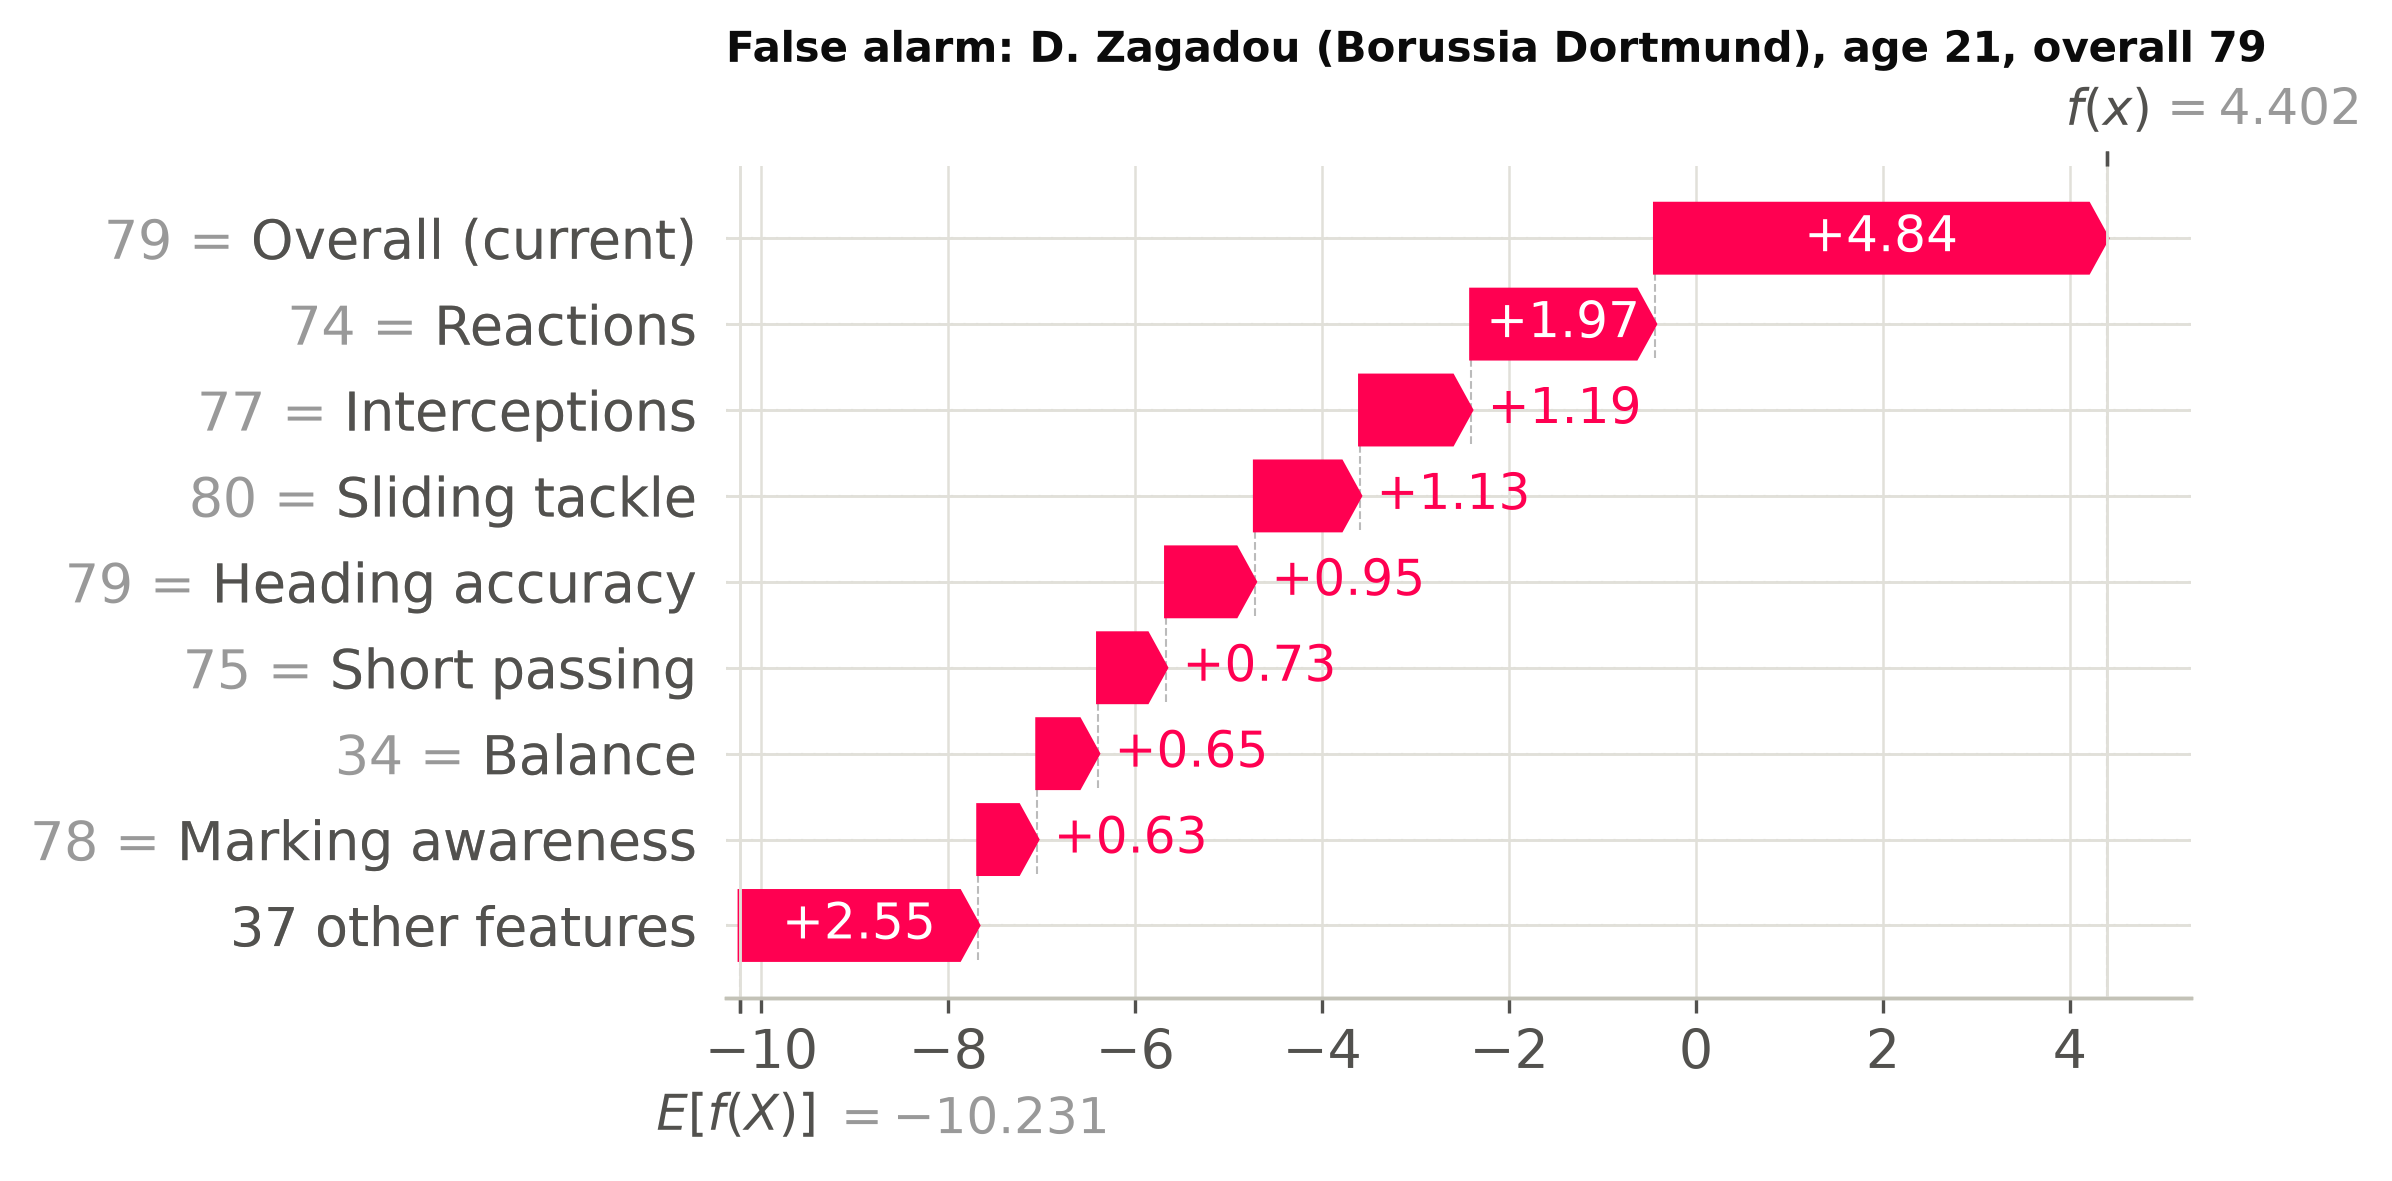 False alarm: D. Zagadou (Borussia Dortmund), age 21, overall 79
f(x) = 4.402
79 = Overall (current) +4.84
74 = Reactions +1.97
77 = Interceptions +1.19
80 = Sliding tackle +1.13
79 = Heading accuracy +0.95
75 = Short passing +0.73
34 = Balance +0.65
78 = Marking awareness +0.63
37 other features +2.55
−10 −8 −6 −4 −2 0 2 4
E[f(X)] = −10.231